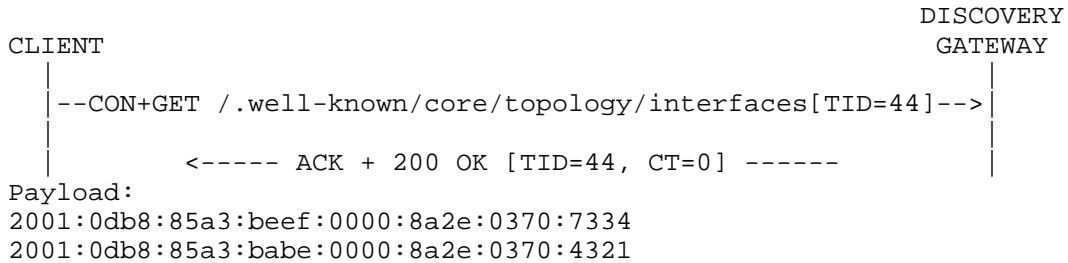 DISCOVERY
CLIENT GATEWAY
| |
|--CON+GET /.well-known/core/topology/interfaces[TID=44]-->|
| |
| <----- ACK + 200 OK [TID=44, CT=0] ------ |
Payload:
2001:0db8:85a3:beef:0000:8a2e:0370:7334
2001:0db8:85a3:babe:0000:8a2e:0370:4321